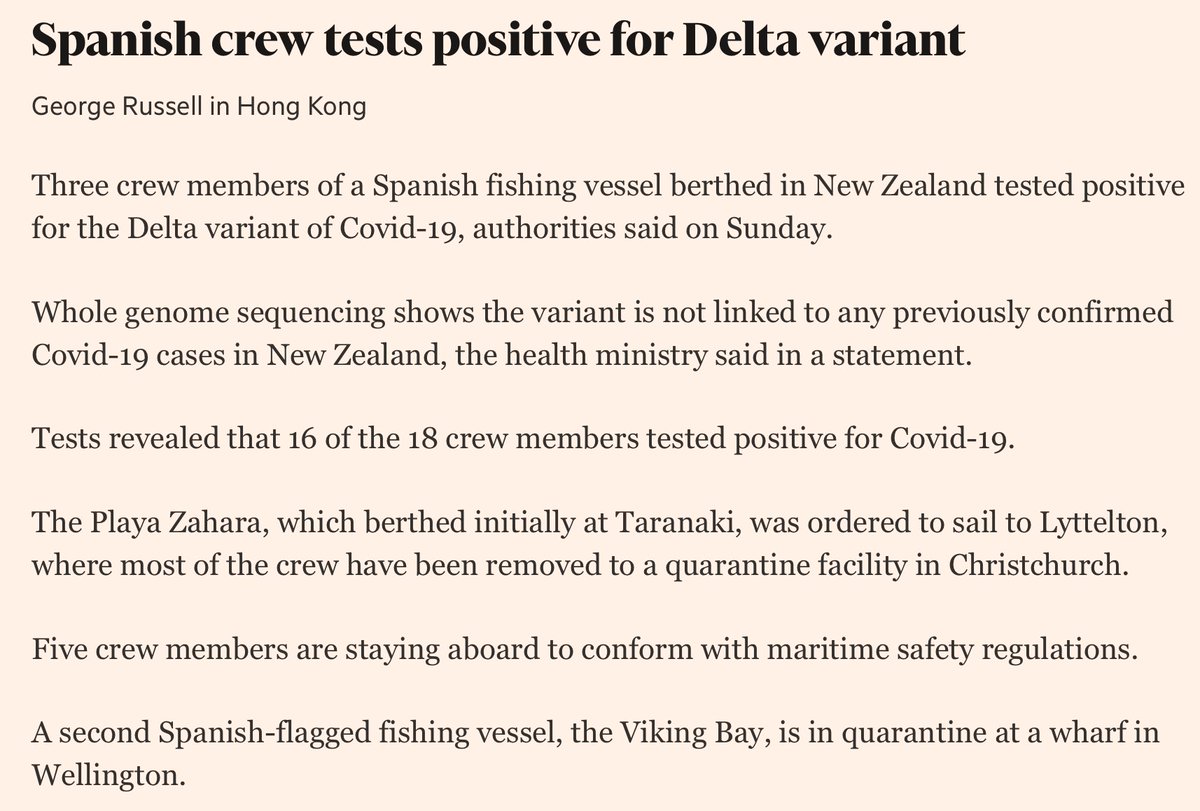 Spanish crew tests positive for Delta variant
George Russell in Hong Kong
Three crew members of a Spanish fishing vessel berthed in New Zealand tested positive
for the Delta variant of Covid-19, authorities said on Sunday.
Whole genome sequencing shows the variant is not linked to any previously confirmed
Covid-19 cases in New Zealand, the health ministry said in a statement.
Tests revealed that 16 of the 18 crew members tested positive for Covid-19.
The Playa Zahara, which berthed initially at Taranaki, was ordered to sail to Lyttelton,
where most of the crew have been removed to a quarantine facility in Christchurch.
Five crew members are staying aboard to conform with maritime safety regulations.
A second Spanish-flagged fishing vessel, the Viking Bay, is in quarantine at a wharf in
Wellington.